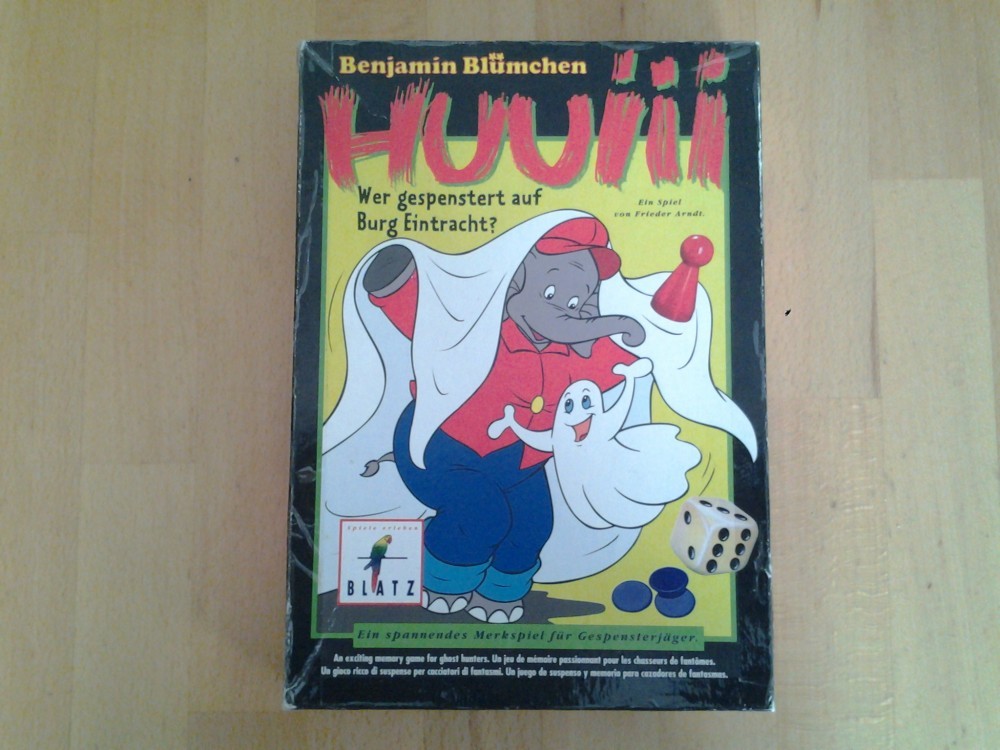 Benjamin Blümchen
HUUiii
Wer gespenstert auf
Burg Eintracht?
Ein Spiel
von Frieder Arndt.
Spiele erleben
BLATZ
Ein spannendes Merkspiel für Gespensterjäger.
An exciting memory game for ghost hunters. Un jeu de mémoire passionnant pour les chasseurs de fantômes.
Un gioco ricco di suspense per cacciatori di fantasmi. Un juego de suspenso y memoria para cazadores de fantasmas.